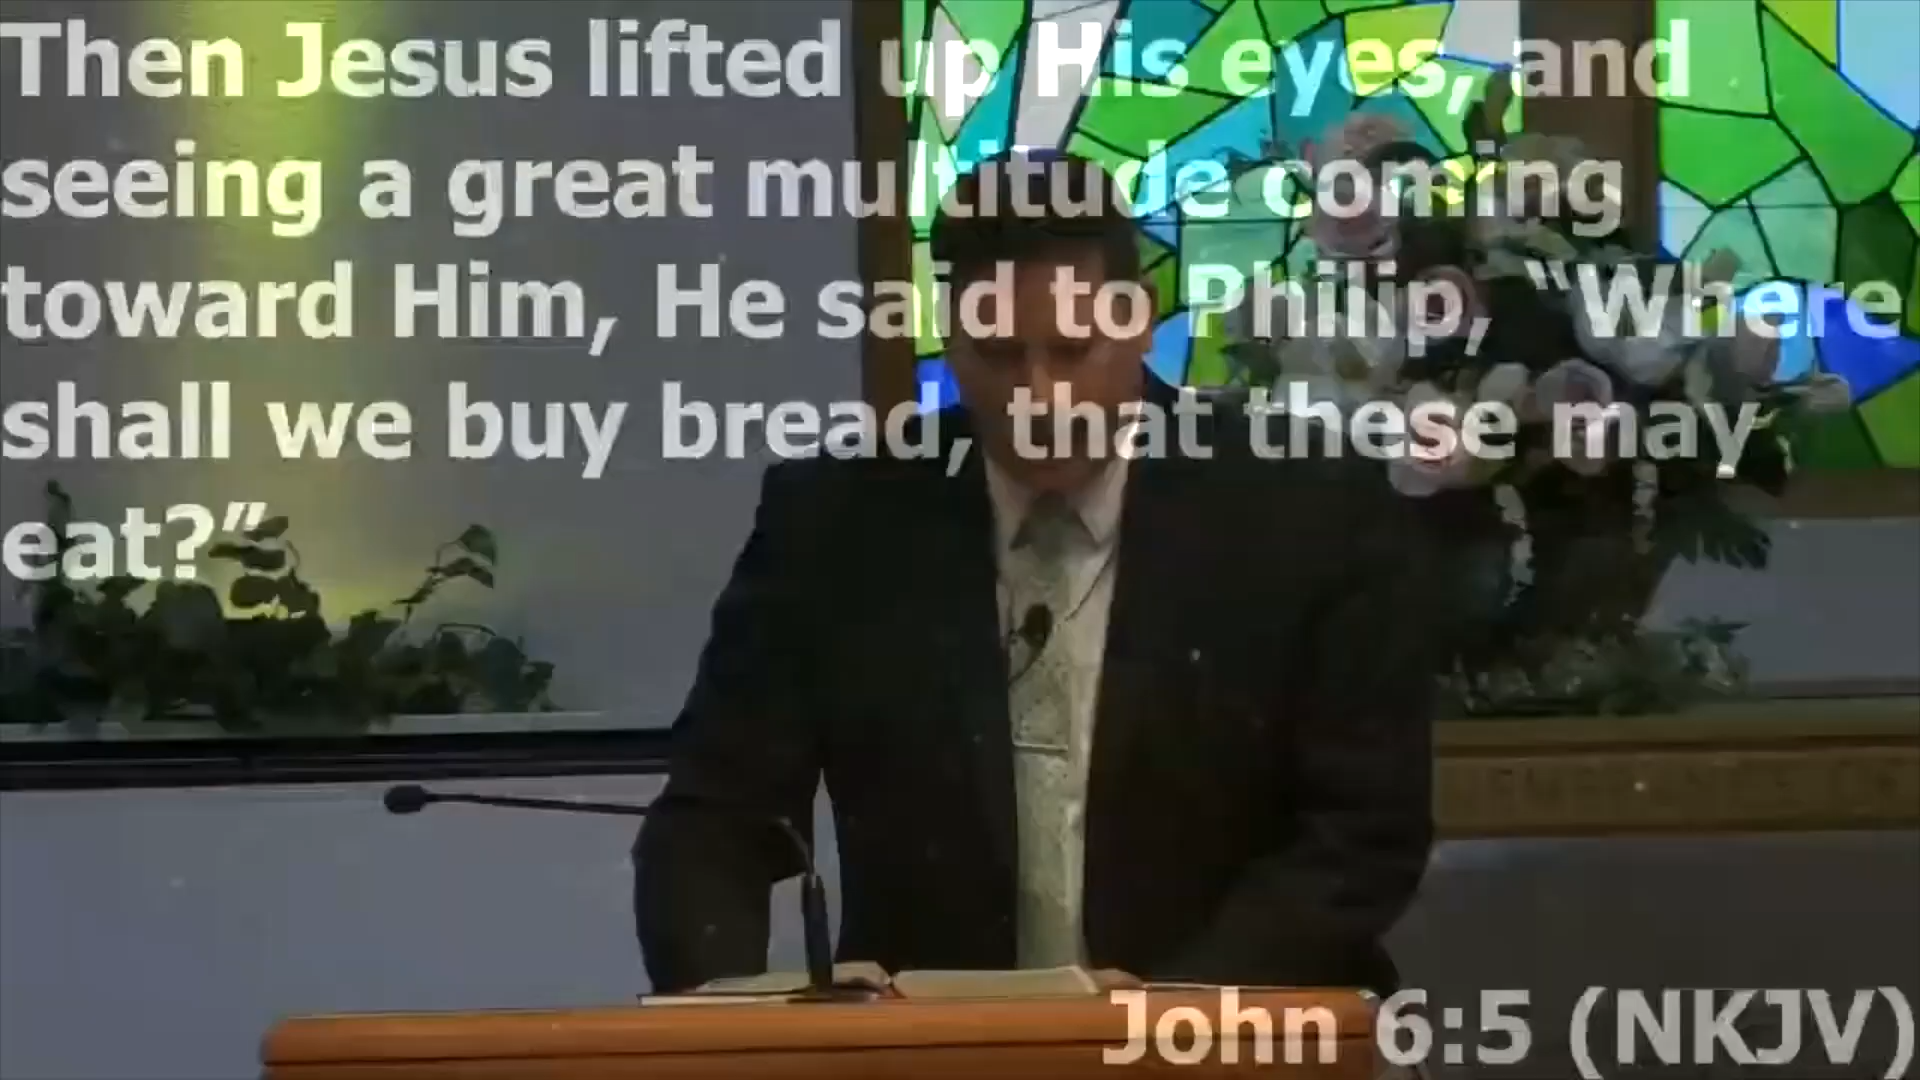 Then Jesus lifted up His eyes, and
seeing a great multitude coming
toward Him, He said to Philip, “Where
shall we buy bread, that these may
eat?”
John 6:5 (NKJV)